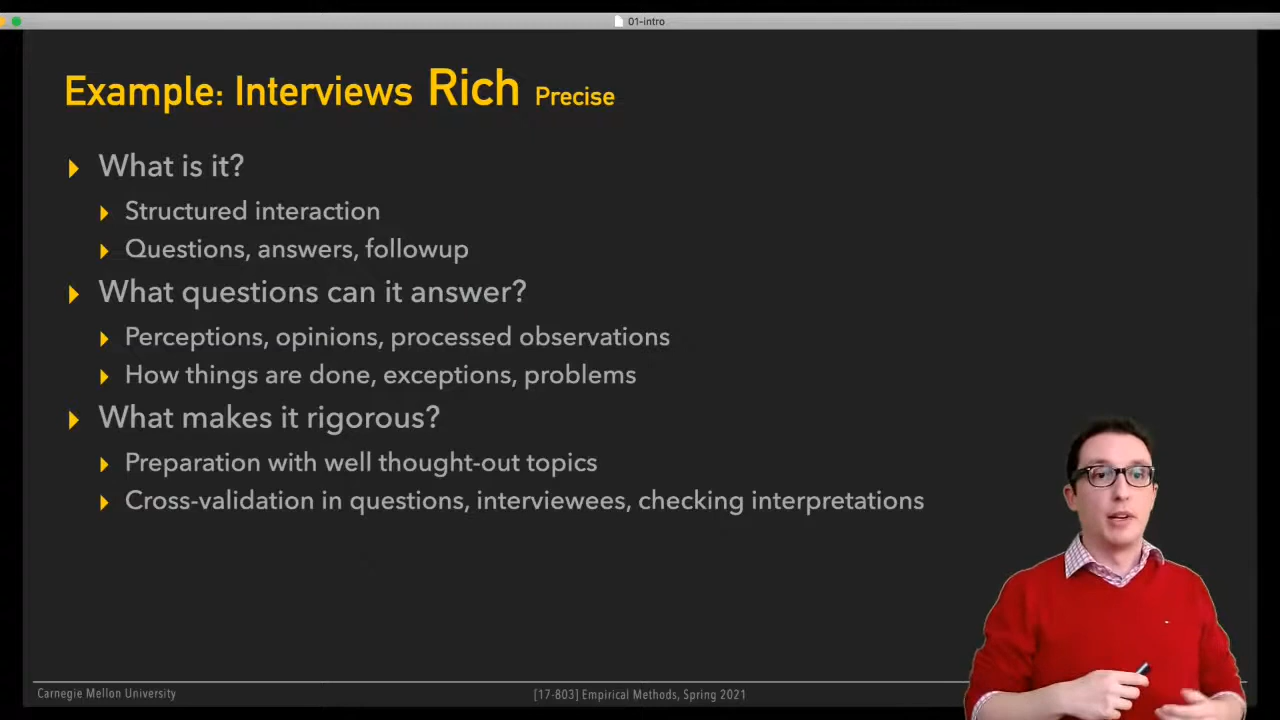 01-intro
Example: Interviews Rich Precise
What is it?
Structured interaction
Questions, answers, followup
What questions can it answer?
Perceptions, opinions, processed observations
How things are done, exceptions, problems
What makes it rigorous?
Preparation with well thought-out topics
Cross-validation in questions, interviewees, checking interpretations
Carnegie Mellon University
[17-803] Empirical Methods, Spring 2021